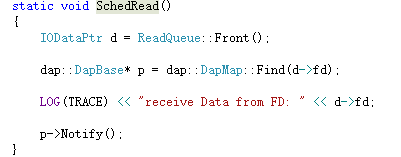 static void SchedRead()
{
IODataPtr d = ReadQueue::Front();
dap::DapBase* p = dap::DapMap::Find(d->fd);
LOG(TRACE) << "receive Data from FD: " << d->fd;
p->Notify();
}